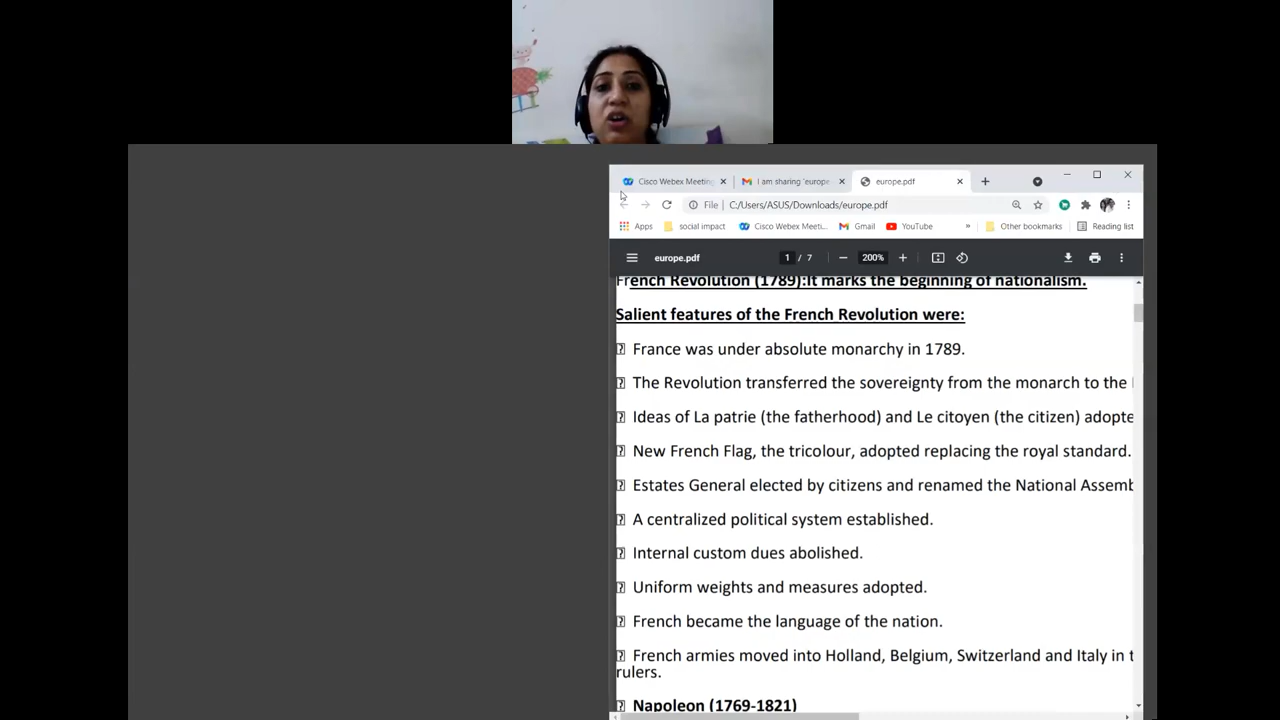 Cisco Webex Meeting
I am sharing 'europe
europe.pdf
File
C:/Users/ASUS/Downloads/europe.pdf
Apps
social impact
Cisco Webex Meeti...
Gmail
YouTube
»
Other bookmarks
Reading list
europe.pdf
1 / 7
200%
French Revolution (1789):It marks the beginning of nationalism.
Salient features of the French Revolution were:
France was under absolute monarchy in 1789.
The Revolution transferred the sovereignty from the monarch to the
Ideas of La patrie (the fatherhood) and Le citoyen (the citizen) adopte
New French Flag, the tricolour, adopted replacing the royal standard.
Estates General elected by citizens and renamed the National Assemb
A centralized political system established.
Internal custom dues abolished.
Uniform weights and measures adopted.
French became the language of the nation.
French armies moved into Holland, Belgium, Switzerland and Italy in t
rulers.
Napoleon (1769-1821)